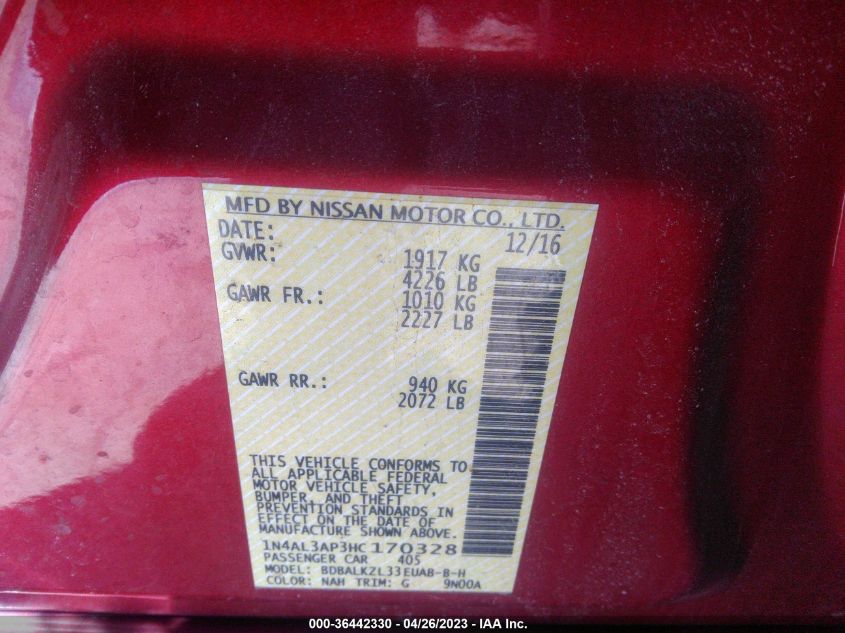 MFD BY NISSAN MOTOR CO., LTD.
DATE: 12/16
GVWR: 1917 KG
4226 LB
GAWR FR.: 1010 KG
2227 LB
GAWR RR.: 940 KG
2072 LB
THIS VEHICLE CONFORMS TO
ALL APPLICABLE FEDERAL
MOTOR VEHICLE SAFETY,
BUMPER, AND THEFT
PREVENTION STANDARDS IN
EFFECT ON THE DATE OF
MANUFACTURE SHOWN ABOVE.
1N4AL3AP3HC170328
PASSENGER CAR 405
MODEL: BDBALKZL33EUAB-B-H
COLOR: NAH TRIM: G 9N00A
000-36442330 - 04/26/2023 - IAA Inc.